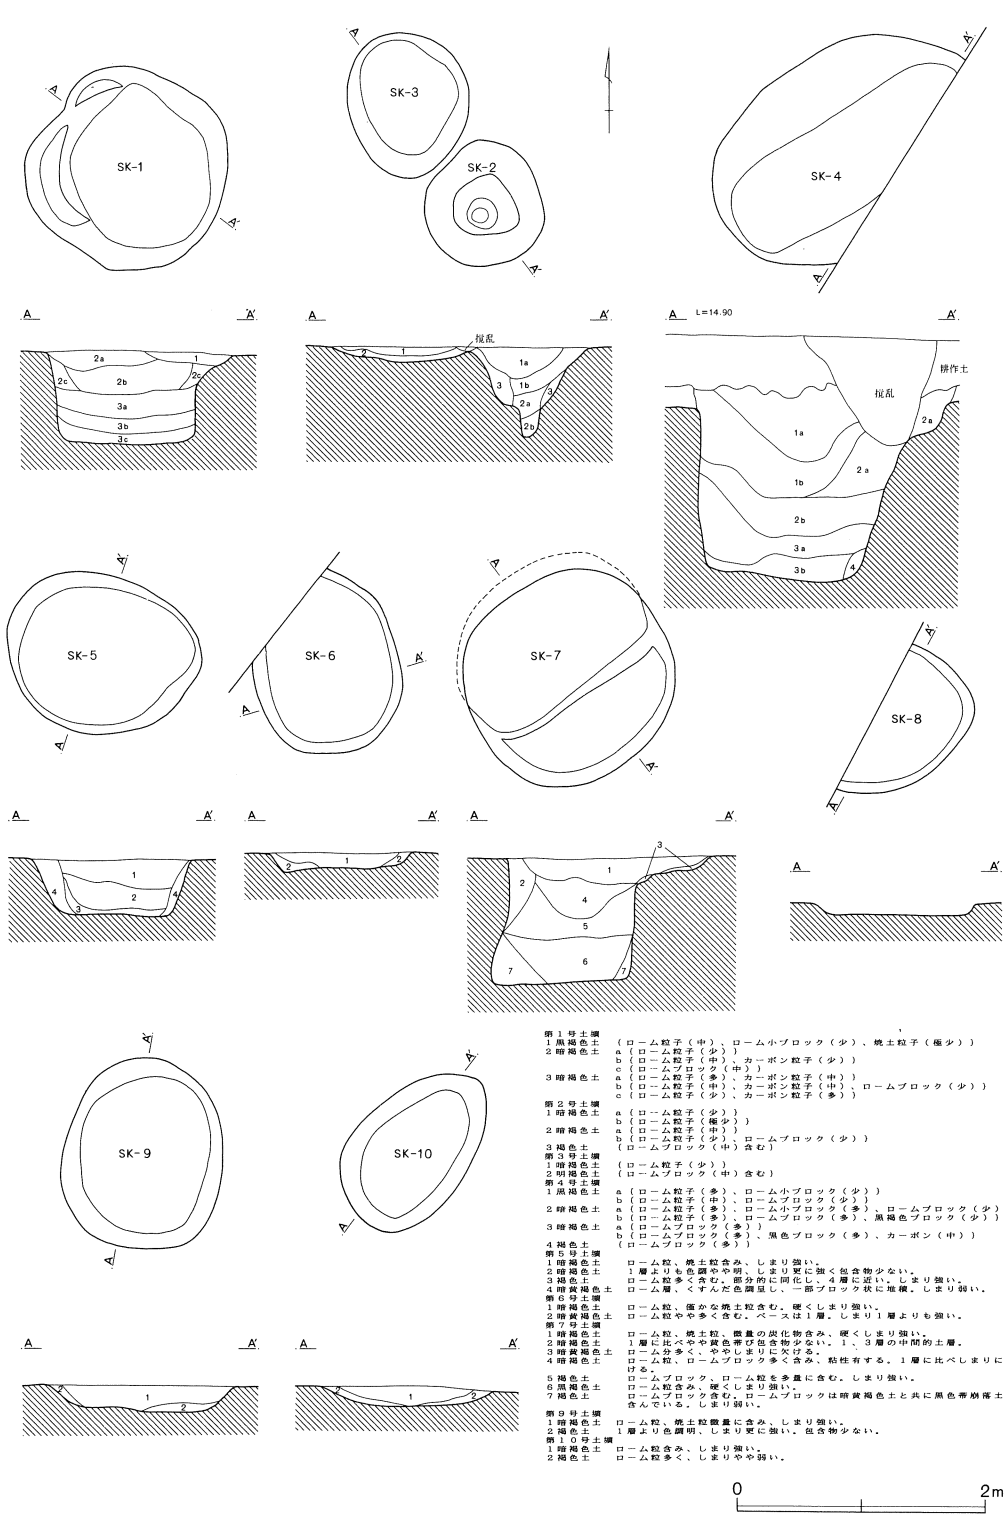 A
SK-1
A'
A
SK-3
SK-2
A'
A'
SK-4
A
A
A'
2a
1
2c
2b
2c
3a
3b
3c
A
A'
撹乱
2
1
1a
3
1b
3
2a
2b
A
L=14.90
A'
耕作土
撹乱
2a
1a
2a
1b
2b
3a
3b
4
A'
SK-5
A
SK-6
A'
A
A
SK-7
A'
A'
SK-8
A
A
A'
1
4
2
4
3
A
A'
2
1
2
A
A'
3
1
2
4
5
6
7
7
A
A'
A'
SK-9
A
A'
SK-10
A
第1号土壙
1黒褐色土 (ローム粒子(中)、ローム小ブロック(少)、焼土粒子(極少))
2暗褐色土 a(ローム粒子(少))
b(ローム粒子(中)、カーボン粒子(少))
c(ロームブロック(中))
3暗褐色土 a(ローム粒子(多)、カーボン粒子(中))
b(ローム粒子(中)、カーボン粒子(中)、ロームブロック(少))
c(ローム粒子(少)、カーボン粒子(多))
第2号土壙
1暗褐色土 a(ローム粒子(少))
b(ローム粒子(極少))
2暗褐色土 a(ローム粒子(中))
b(ローム粒子(少)、ロームブロック(少))
3褐色土 (ロームブロック(中)含む)
第3号土壙
1暗褐色土 (ローム粒子(少))
2明褐色土 (ロームブロック(中)含む)
第4号土壙
1黒褐色土 a(ローム粒子(多)、ローム小ブロック(少))
b(ローム粒子(中)、ロームブロック(少))
2暗褐色土 a(ローム粒子(多)、ローム小ブロック(多)、ロームブロック(少))
b(ローム粒子(多)、ロームブロック(多)、黒褐色ブロック(少))
3暗褐色土 a(ロームブロック(多))
b(ロームブロック(多)、黒色ブロック(多)、カーボン(中))
4褐色土 (ロームブロック(多))
第5号土壙
1暗褐色土 ローム粒、焼土粒含み、しまり強い。
2暗褐色土 1層よりも色調やや明、しまり更に強く包含物少ない。
3褐色土 ローム粒多く含む。部分的に同化し、4層に近い。しまり強い。
4暗黄褐色土 ローム層、くすんだ色調呈し、一部ブロック状に堆積。しまり弱い。
第6号土壙
1暗褐色土 ローム粒、僅かな焼土粒含む。硬くしまり強い。
2暗黄褐色土 ローム粒やや多く含む。ベースは1層。しまり1層よりも強い。
第7号土壙
1暗褐色土 ローム粒、焼土粒、微量の炭化物含み、硬くしまり強い。
2暗褐色土 1層に比べやや黄色帯び包含物少ない。1、3層の中間的土層。
3暗黄褐色土 ローム分多く、ややしまりに欠ける。
4暗褐色土 ローム粒、ロームブロック多く含み、粘性有する。1層に比べしまりに
ける。
5褐色土 ロームブロック、ローム粒を多量に含む。しまり強い。
6黒褐色土 ローム粒含み、硬くしまり強い。
7褐色土 ロームブロック含む。ロームブロックは暗黄褐色土と共に黒色帯崩落土
含んでいる。しまり弱い。
第9号土壙
1暗褐色土 ローム粒、焼土粒微量に含み、しまり強い。
2褐色土 1層より色調明、しまり更に強い。包含物少ない。
第10号土壙
1暗褐色土 ローム粒含み、しまり強い。
2褐色土 ローム粒多く、しまりやや弱い。
A
A'
2
1
2
A
A'
2
1
2
0
2m